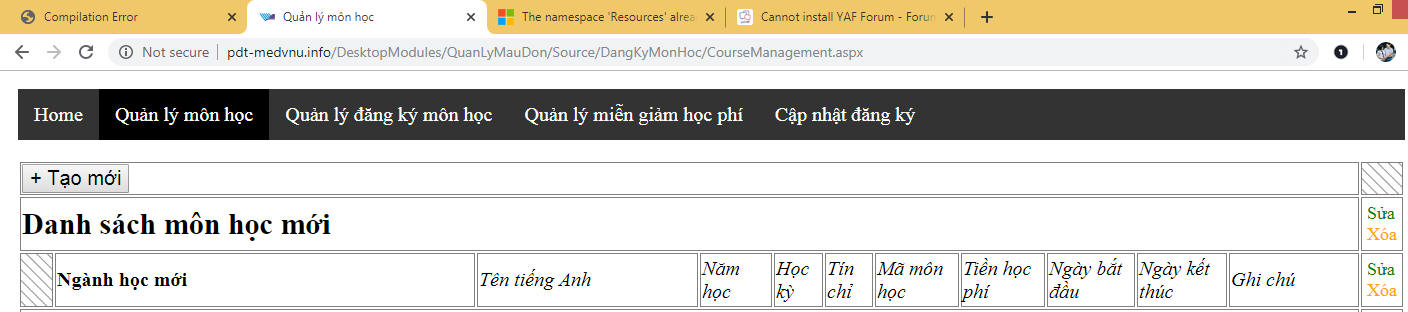 Compilation Error
Quản lý môn học
The namespace 'Resources' alrea
Cannot install YAF Forum - Forun
Not secure | pdt-medvnu.info/DesktopModules/QuanLyMauDon/Source/DangKyMonHoc/CourseManagement.aspx
Home Quản lý môn học Quản lý đăng ký môn học Quản lý miễn giảm học phí Cập nhật đăng ký
+ Tạo mới
Danh sách môn học mới
Sửa
Xóa
Ngành học mới
Tên tiếng Anh
Năm
học
Học
kỳ
Tín
chỉ
Mã môn
học
Tiền học
phí
Ngày bắt
đầu
Ngày kết
thúc
Ghi chú
Sửa
Xóa